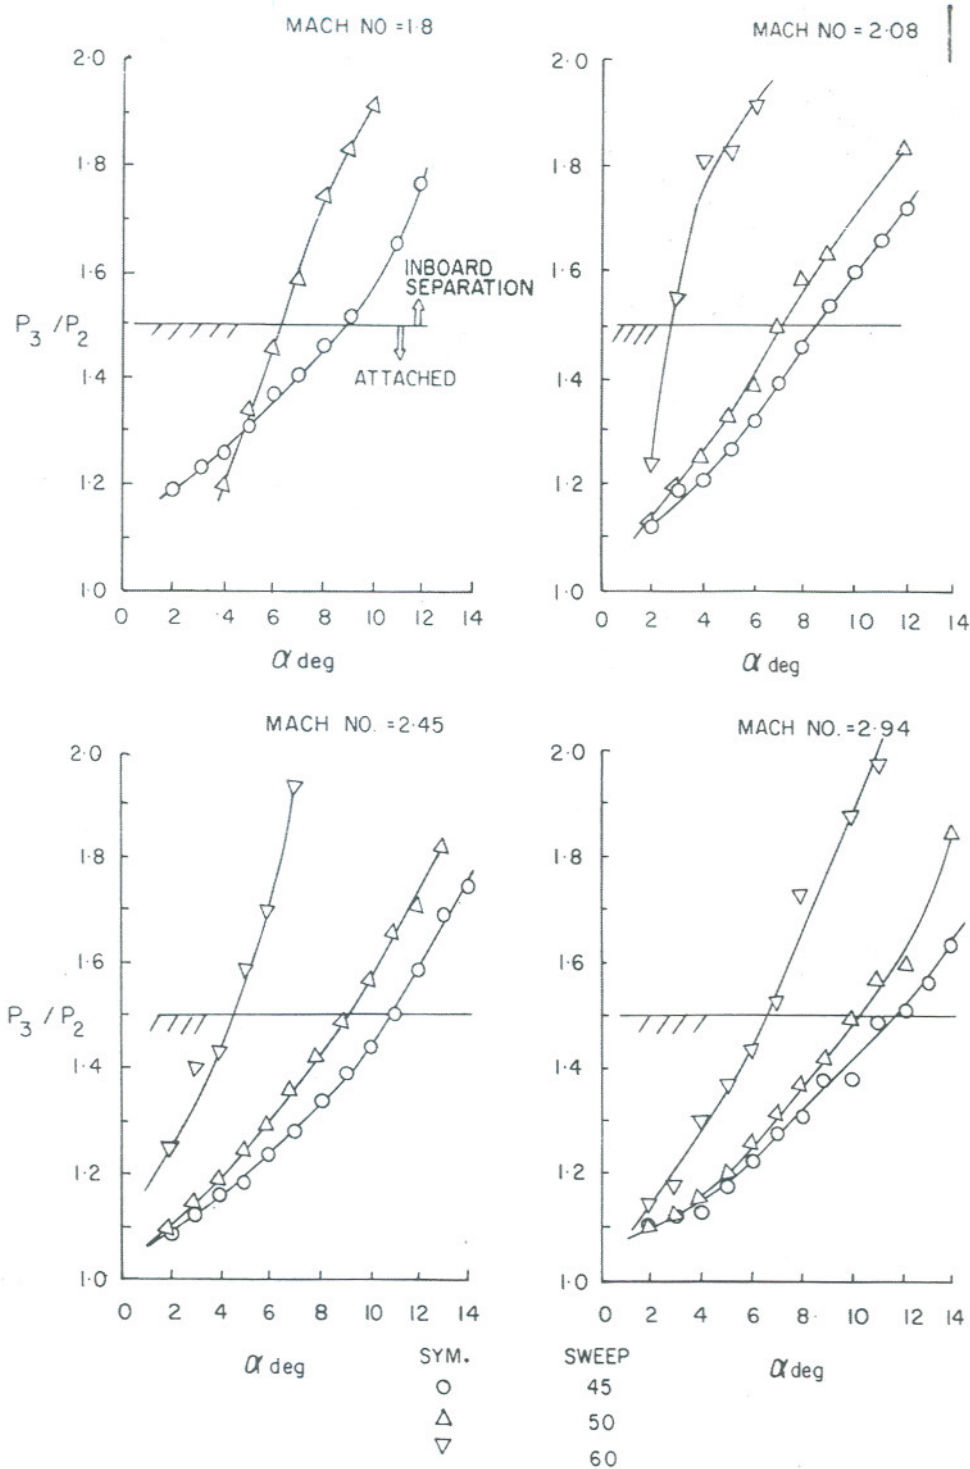 MACH NO =1·8
2·0
1·8
1·6
1·4
1·2
1·0
P3 /P2
INBOARD
SEPARATION
ATTACHED
0 2 4 6 8 10 12 14
α deg
MACH NO = 2·08
2·0
1·8
1·6
1·4
1·2
1·0
0 2 4 6 8 10 12 14
α deg
MACH NO. =2·45
2·0
1·8
1·6
P3 /P2
1·4
1·2
1·0
0 2 4 6 8 10 12 14
α deg
MACH NO. =2·94
2·0
1·8
1·6
1·4
1·2
1·0
0 2 4 6 8· 10 12 14
α deg
SYM. SWEEP
45
50
60